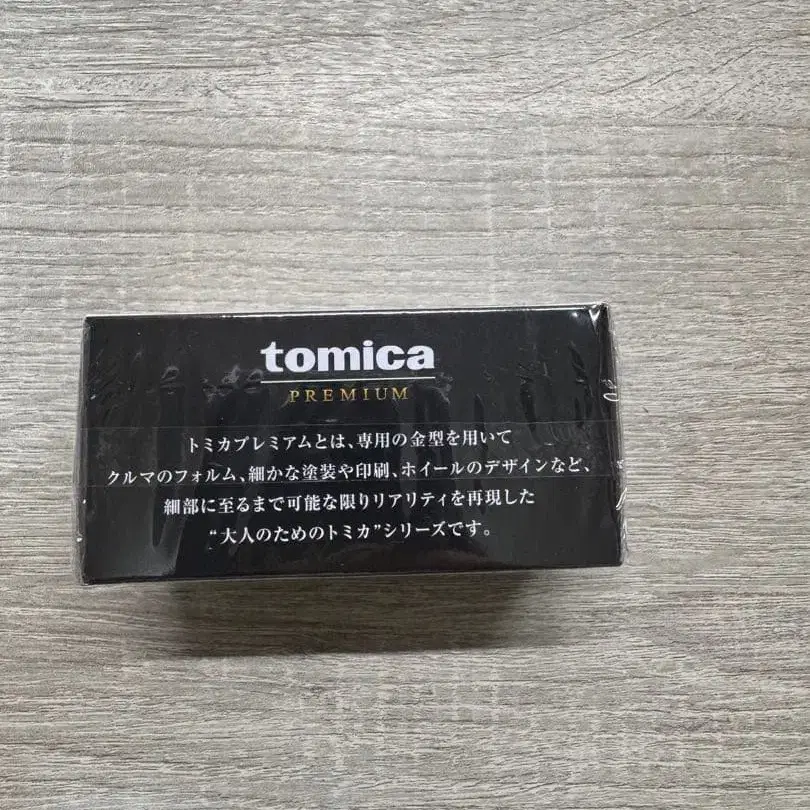 tomica
PREMIUM
トミカプレミアムとは、専用の金型を用いて
クルマのフォルム、細かな塗装や印刷、ホイールのデザインなど、
細部に至るまで可能な限りリアリティを再現した
“大人のためのトミカ”シリーズです。